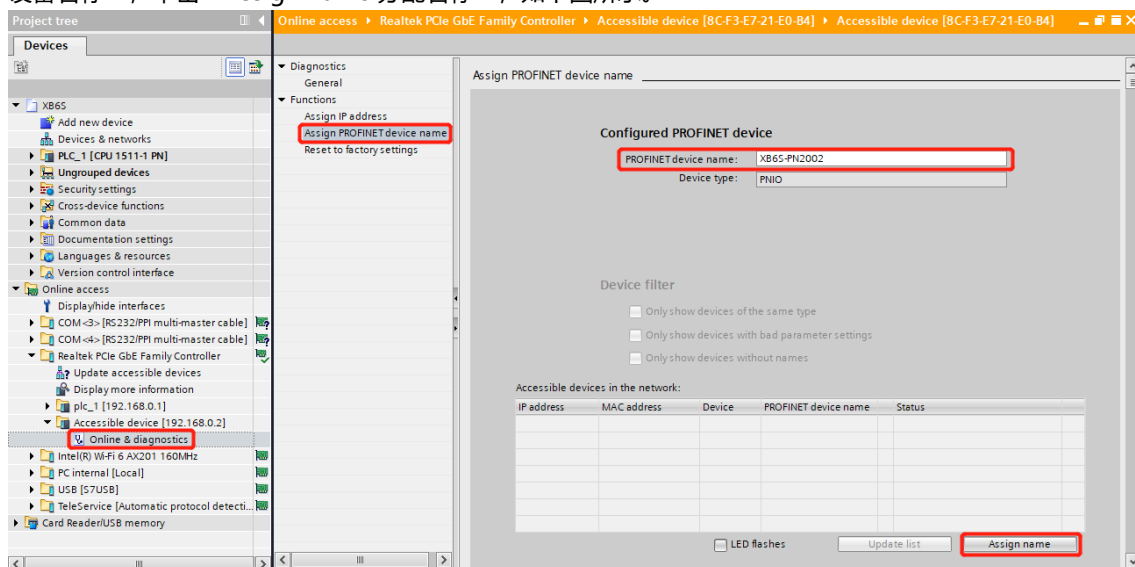 Project tree
Devices
XB6S
Add new device
Devices & networks
PLC_1 [CPU 1511-1 PN]
Ungrouped devices
Security settings
Cross-device functions
Common data
Documentation settings
Languages & resources
Version control interface
Online access
Display/hide interfaces
COM <3> [RS232/PPI multi-master cable]
COM <4> [RS232/PPI multi-master cable]
Realtek PCIe GbE Family Controller
Update accessible devices
Display more information
plc_1 [192.168.0.1]
Accessible device [192.168.0.2]
Online & diagnostics
Intel(R) Wi-Fi 6 AX201 160MHz
PC internal [Local]
USB [S7USB]
TeleService [Automatic protocol detecti...
Card Reader/USB memory
Online access ▸ Realtek PCIe GbE Family Controller ▸ Accessible device [8C-F3-E7-21-E0-B4] ▸ Accessible device [8C-F3-E7-21-E0-B4]
Diagnostics
General
Functions
Assign IP address
Assign PROFINET device name
Reset to factory settings
Assign PROFINET device name
Configured PROFINET device
PROFINET device name: XB6S-PN2002
Device type: PNIO
Device filter
Only show devices of the same type
Only show devices with bad parameter settings
Only show devices without names
Accessible devices in the network:
IP address MAC address Device PROFINET device name Status
LED flashes Update list Assign name